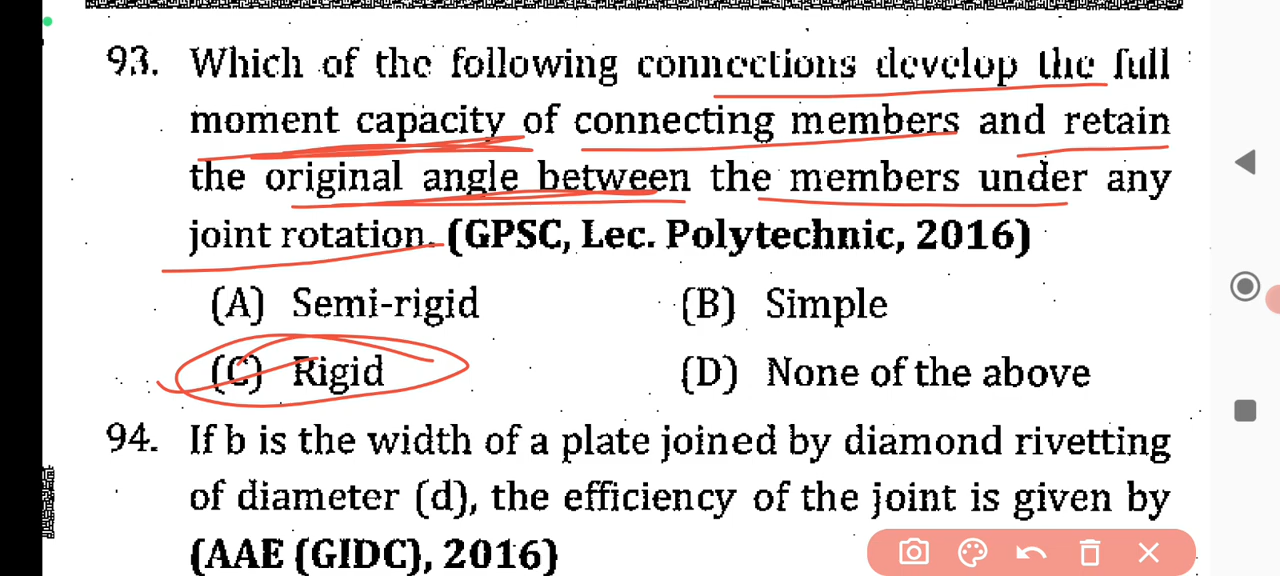 93. Which of the following connections develop the full
moment capacity of connecting members and retain
the original angle between the members under any
joint rotation. (GPSC, Lec. Polytechnic, 2016)
(A) Semi-rigid (B) Simple
(C) Rigid (D) None of the above
94. If b is the width of a plate joined by diamond rivetting
of diameter (d), the efficiency of the joint is given by
(AAE (GIDC), 2016)